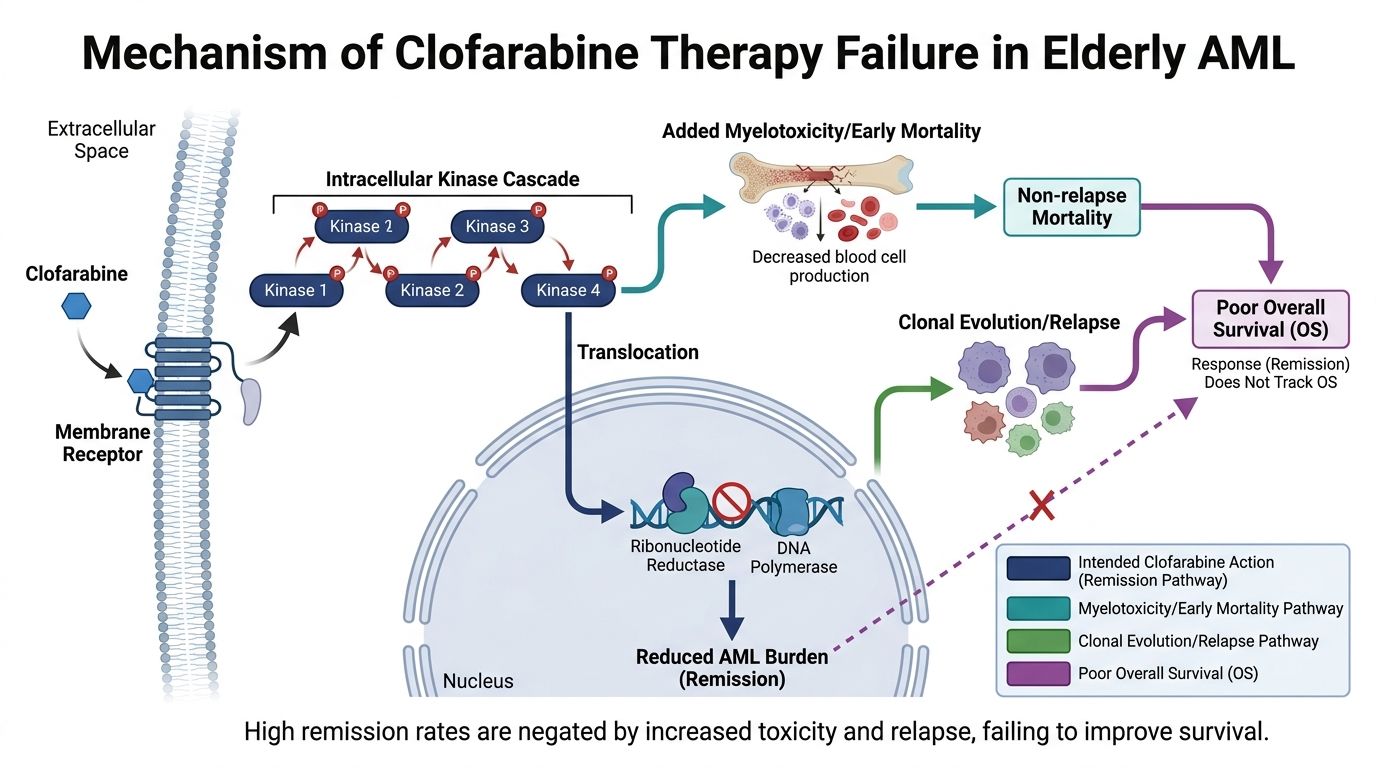 Mechanism of Clofarabine Therapy Failure in Elderly AML
Extracellular
Space
Clofarabine
Membrane
Receptor
Intracellular Kinase Cascade
P
P
Kinase 2
P
Kinase 3
Kinase 1
P
P
Kinase 2
P
Kinase 4
P
Translocation
Added Myelotoxicity/Early Mortality
Decreased blood cell
production
Non-relapse
Mortality
Clonal Evolution/Relapse
Poor Overall
Survival (OS)
Response (Remission)
Does Not Track OS
Ribonucleotide
Reductase
DNA
Polymerase
Reduced AML Burden
(Remission)
Nucleus
Intended Clofarabine Action
(Remission Pathway)
Myelotoxicity/Early Mortality Pathway
Clonal Evolution/Relapse Pathway
Poor Overall Survival (OS)
High remission rates are negated by increased toxicity and relapse, failing to improve survival.